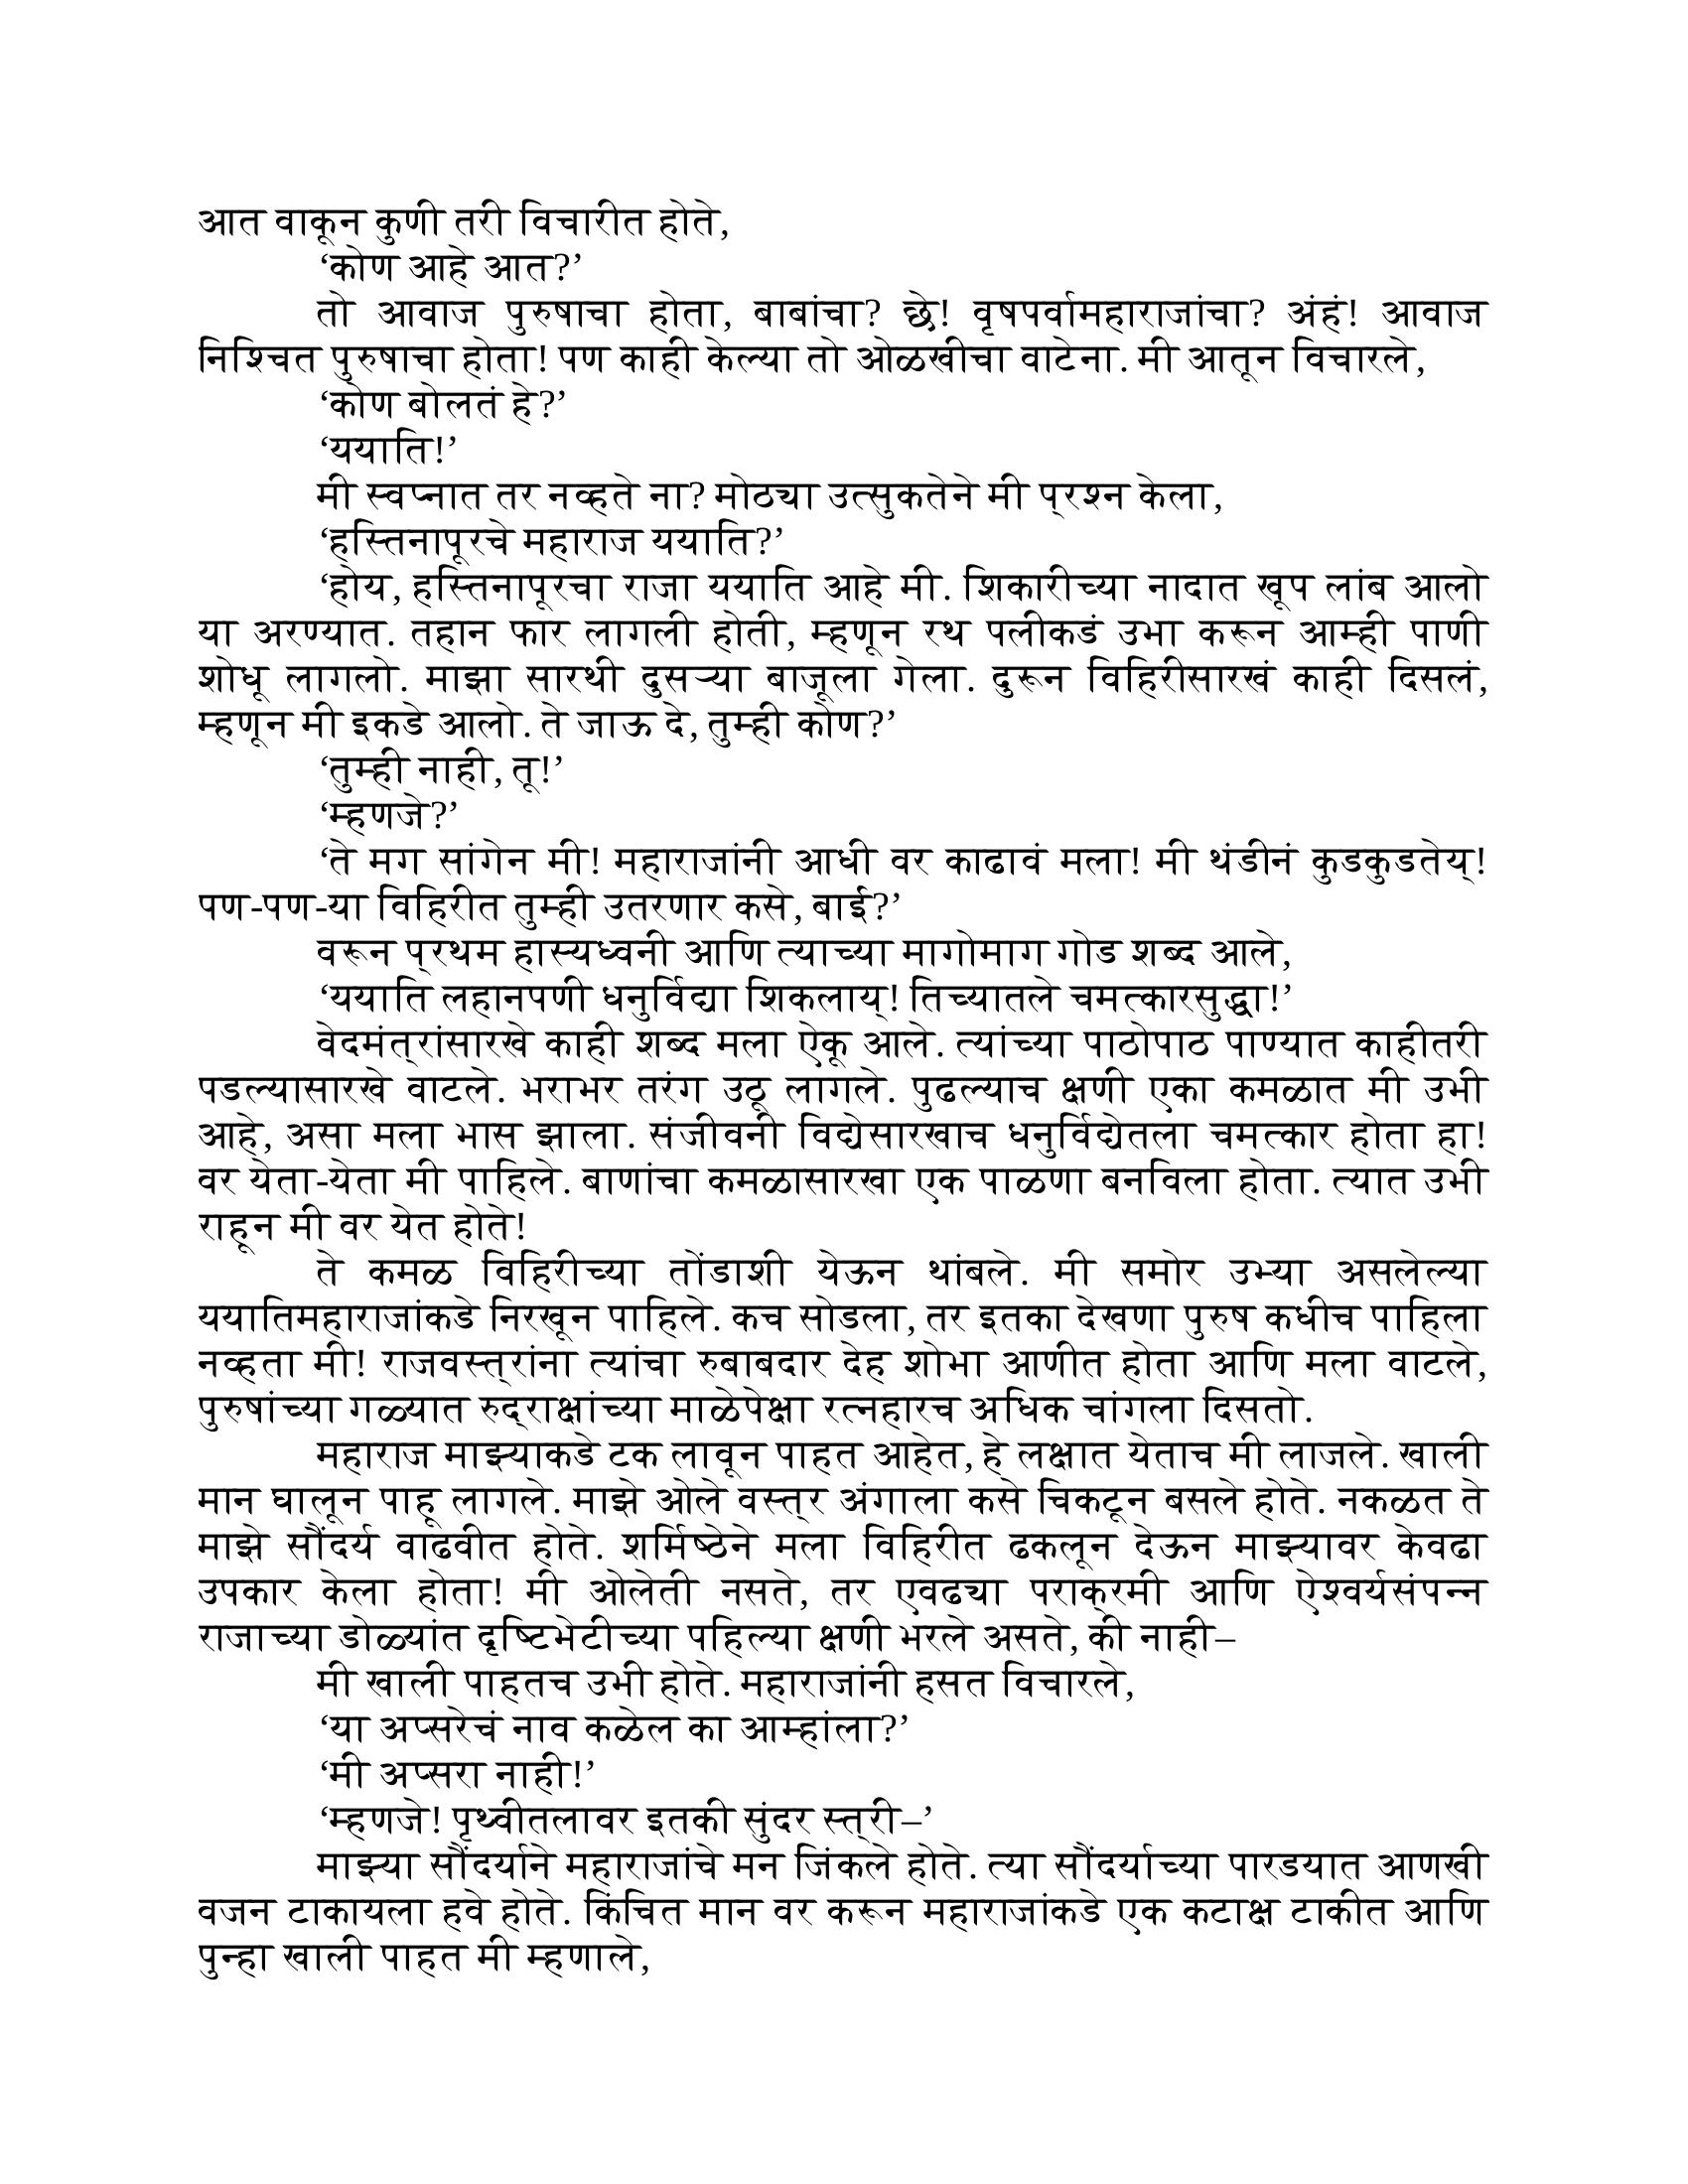 आत वाकून कुणी तरी विचारीत होते,
‘कोण आहे आत?’
तो आवाज पुरुषाचा होता, बाबांचा? छे! वृषपर्वामहाराजांचा? अंहं! आवाज
निश्चित पुरुषाचा होता! पण काही केल्या तो ओळखीचा वाटेना. मी आतून विचारले,
‘कोण बोलतं हे?’
‘ययाति!’
मी स्वप्नात तर नव्हते ना? मोठ्या उत्सुकतेने मी प्रश्न केला,
‘हस्तिनापूरचे महाराज ययाति?’
‘होय, हस्तिनापूरचा राजा ययाति आहे मी. शिकारीच्या नादात खूप लांब आलो
या अरण्यात. तहान फार लागली होती, म्हणून रथ पलीकडं उभा करून आम्ही पाणी
शोधू लागलो. माझा सारथी दुसऱ्या बाजूला गेला. दुरून विहिरीसारखं काही दिसलं,
म्हणून मी इकडे आलो. ते जाऊ दे, तुम्ही कोण?’
‘तुम्ही नाही, तू!’
‘म्हणजे?’
‘ते मग सांगेन मी! महाराजांनी आधी वर काढावं मला! मी थंडीनं कुडकुडतेय्!
पण-पण-या विहिरीत तुम्ही उतरणार कसे, बाई?’
वरून प्रथम हास्यध्वनी आणि त्याच्या मागोमाग गोड शब्द आले,
‘ययाति लहानपणी धनुर्विद्या शिकलाय्! तिच्यातले चमत्कारसुद्धा!’
वेदमंत्रांसारखे काही शब्द मला ऐकू आले. त्यांच्या पाठोपाठ पाण्यात काहीतरी
पडल्यासारखे वाटले. भराभर तरंग उठू लागले. पुढल्याच क्षणी एका कमळात मी उभी
आहे, असा मला भास झाला. संजीवनी विद्येसारखाच धनुर्विद्येतला चमत्कार होता हा!
वर येता-येता मी पाहिले. बाणांचा कमळासारखा एक पाळणा बनविला होता. त्यात उभी
राहून मी वर येत होते!
ते कमळ विहिरीच्या तोंडाशी येऊन थांबले. मी समोर उभ्या असलेल्या
ययातिमहाराजांकडे निरखून पाहिले. कच सोडला, तर इतका देखणा पुरुष कधीच पाहिला
नव्हता मी! राजवस्त्रांना त्यांचा रुबाबदार देह शोभा आणीत होता आणि मला वाटले,
पुरुषांच्या गळ्यात रुद्राक्षांच्या माळेपेक्षा रत्नहारच अधिक चांगला दिसतो.
महाराज माझ्याकडे टक लावून पाहत आहेत, हे लक्षात येताच मी लाजले. खाली
मान घालून पाहू लागले. माझे ओले वस्त्र अंगाला कसे चिकटून बसले होते. नकळत ते
माझे सौंदर्य वाढवीत होते. शर्मिष्ठेने मला विहिरीत ढकलून देऊन माझ्यावर केवढा
उपकार केला होता! मी ओलेती नसते, तर एवढ्या पराक्रमी आणि ऐश्वर्यसंपन्न
राजाच्या डोळ्यांत दृष्टिभेटीच्या पहिल्या क्षणी भरले असते, की नाही–
मी खाली पाहतच उभी होते. महाराजांनी हसत विचारले,
‘या अप्सरेचं नाव कळेल का आम्हांला?’
‘मी अप्सरा नाही!’
‘म्हणजे! पृथ्वीतलावर इतकी सुंदर स्त्री–’
माझ्या सौंदर्याने महाराजांचे मन जिंकले होते. त्या सौंदर्याच्या पारडयात आणखी
वजन टाकायला हवे होते. किंचित मान वर करून महाराजांकडे एक कटाक्ष टाकीत आणि
पुन्हा खाली पाहत मी म्हणाले,